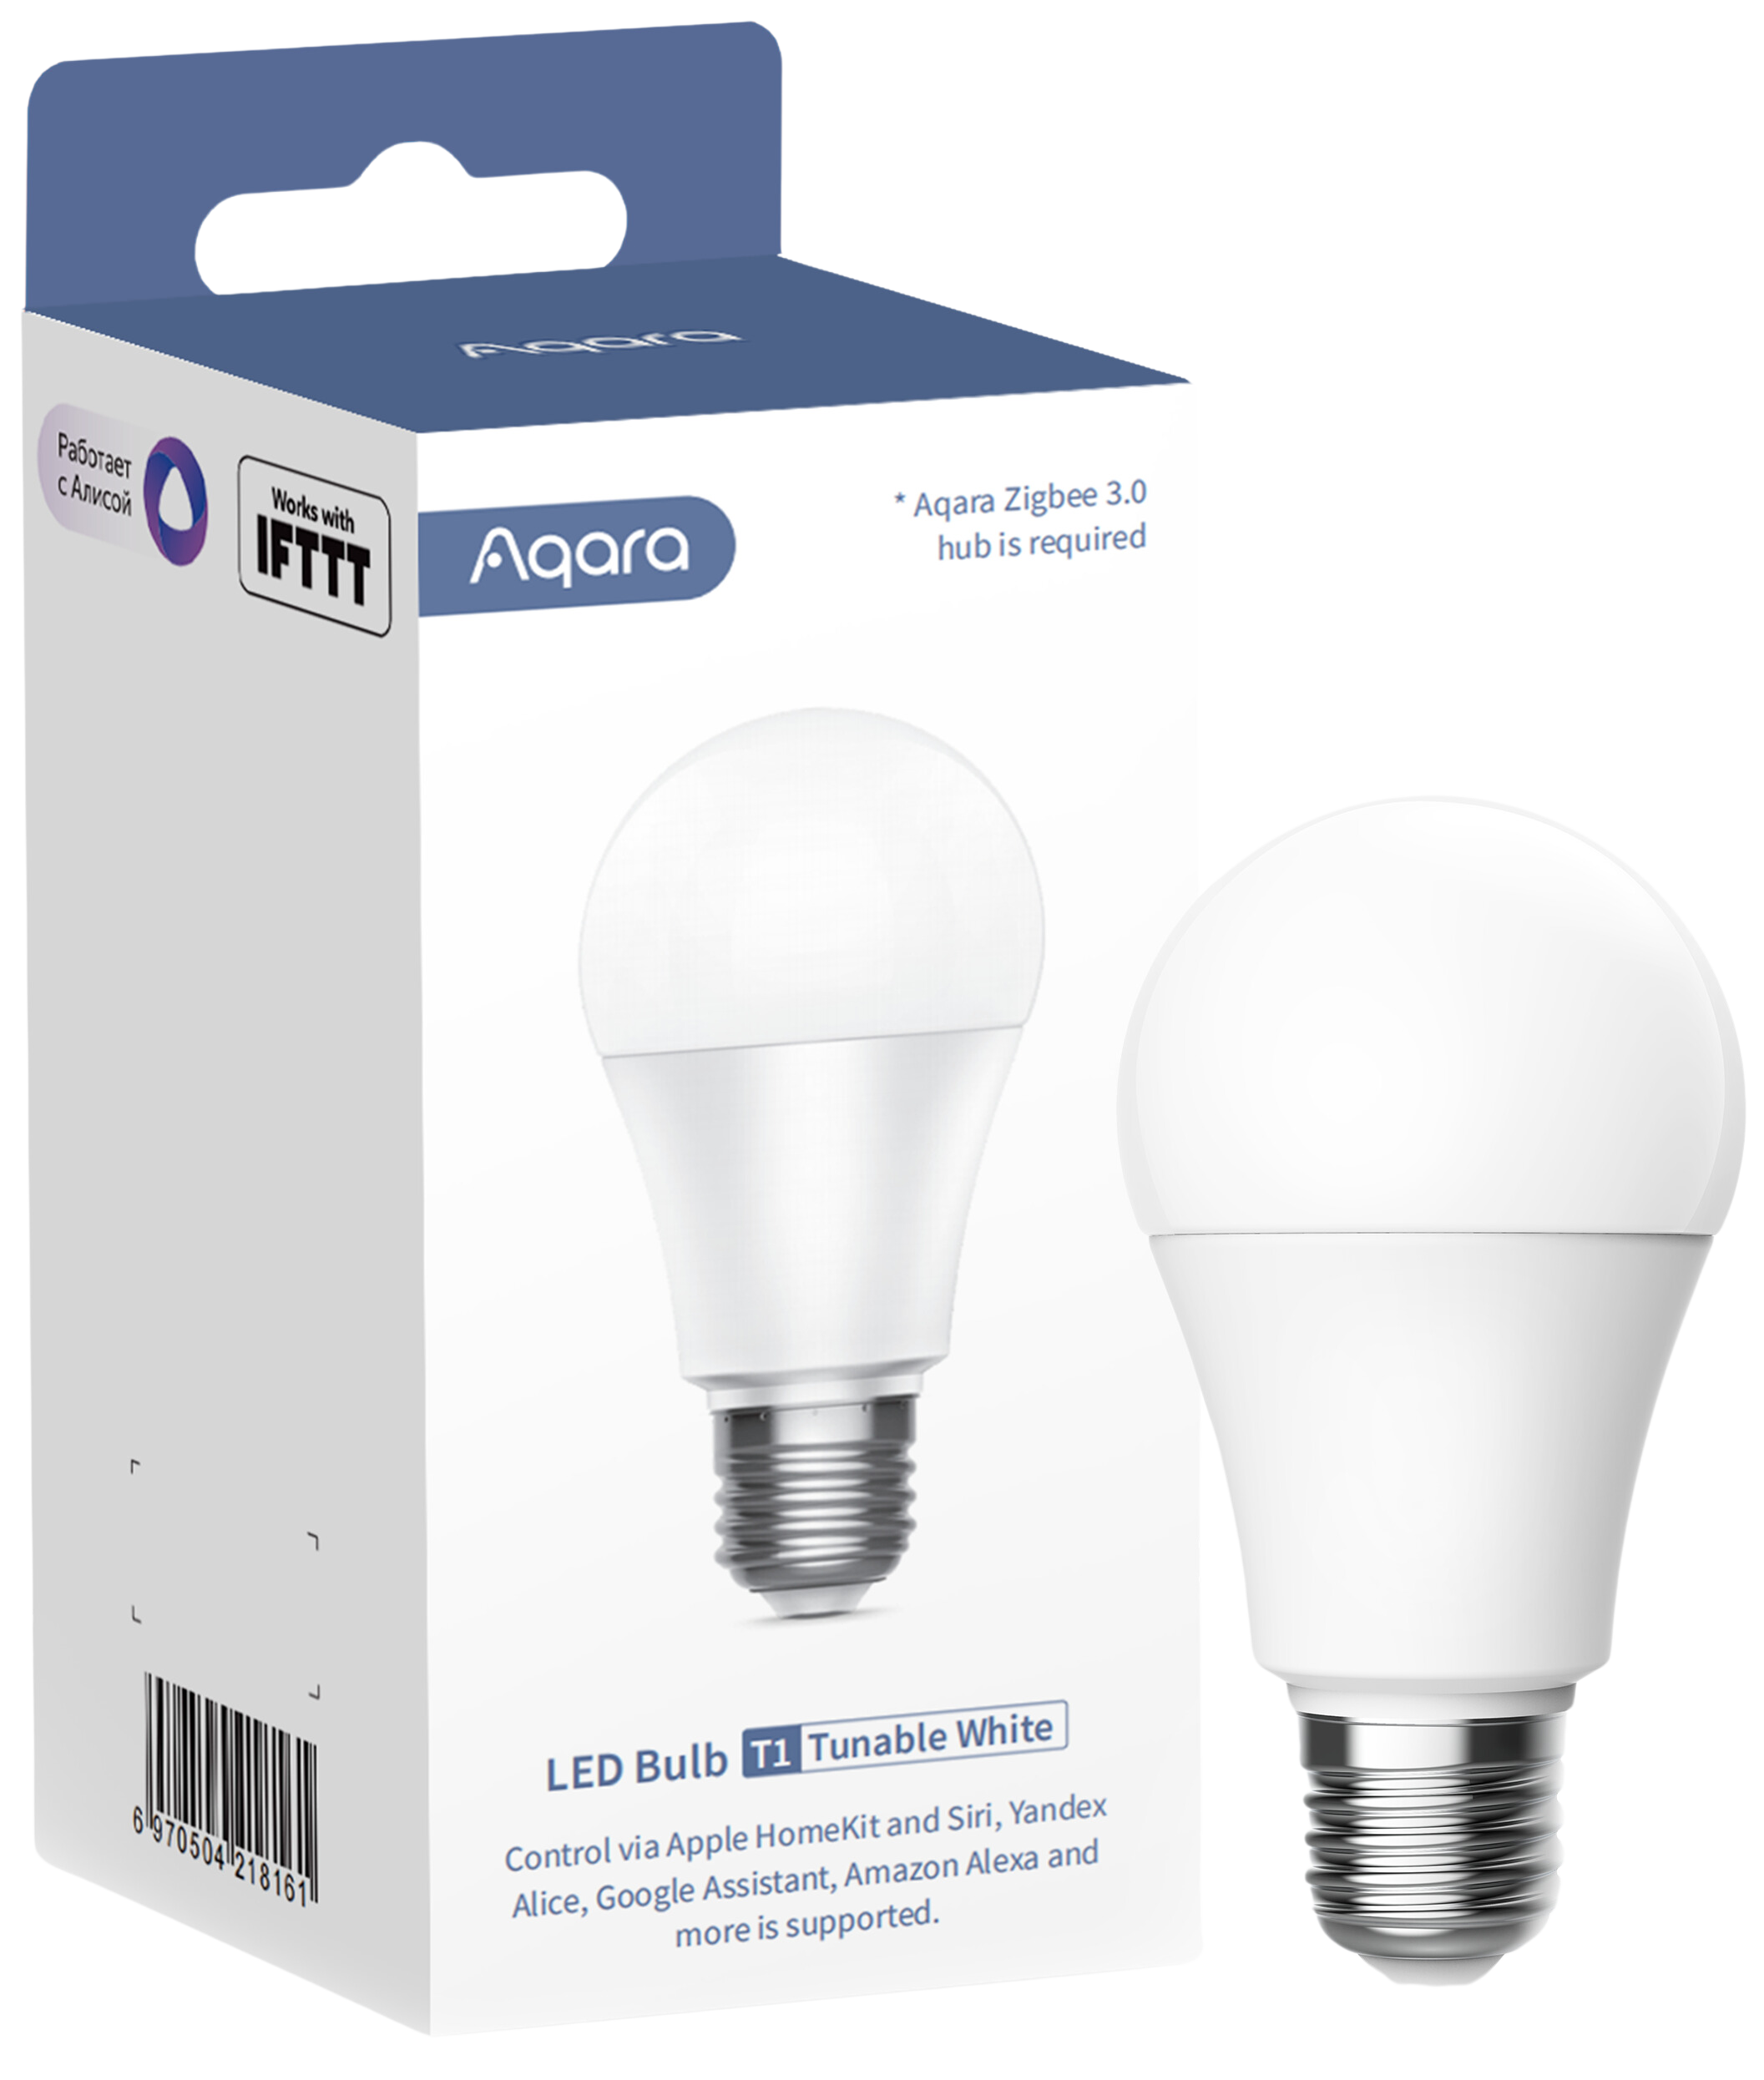 Aqara
Работает
с Алисой
Works with
IFTTT
Aqara
* Aqara Zigbee 3.0
hub is required
LED Bulb T1 Tunable White
Control via Apple HomeKit and Siri, Yandex
Alice, Google Assistant, Amazon Alexa and
more is supported.
6 970504 218161